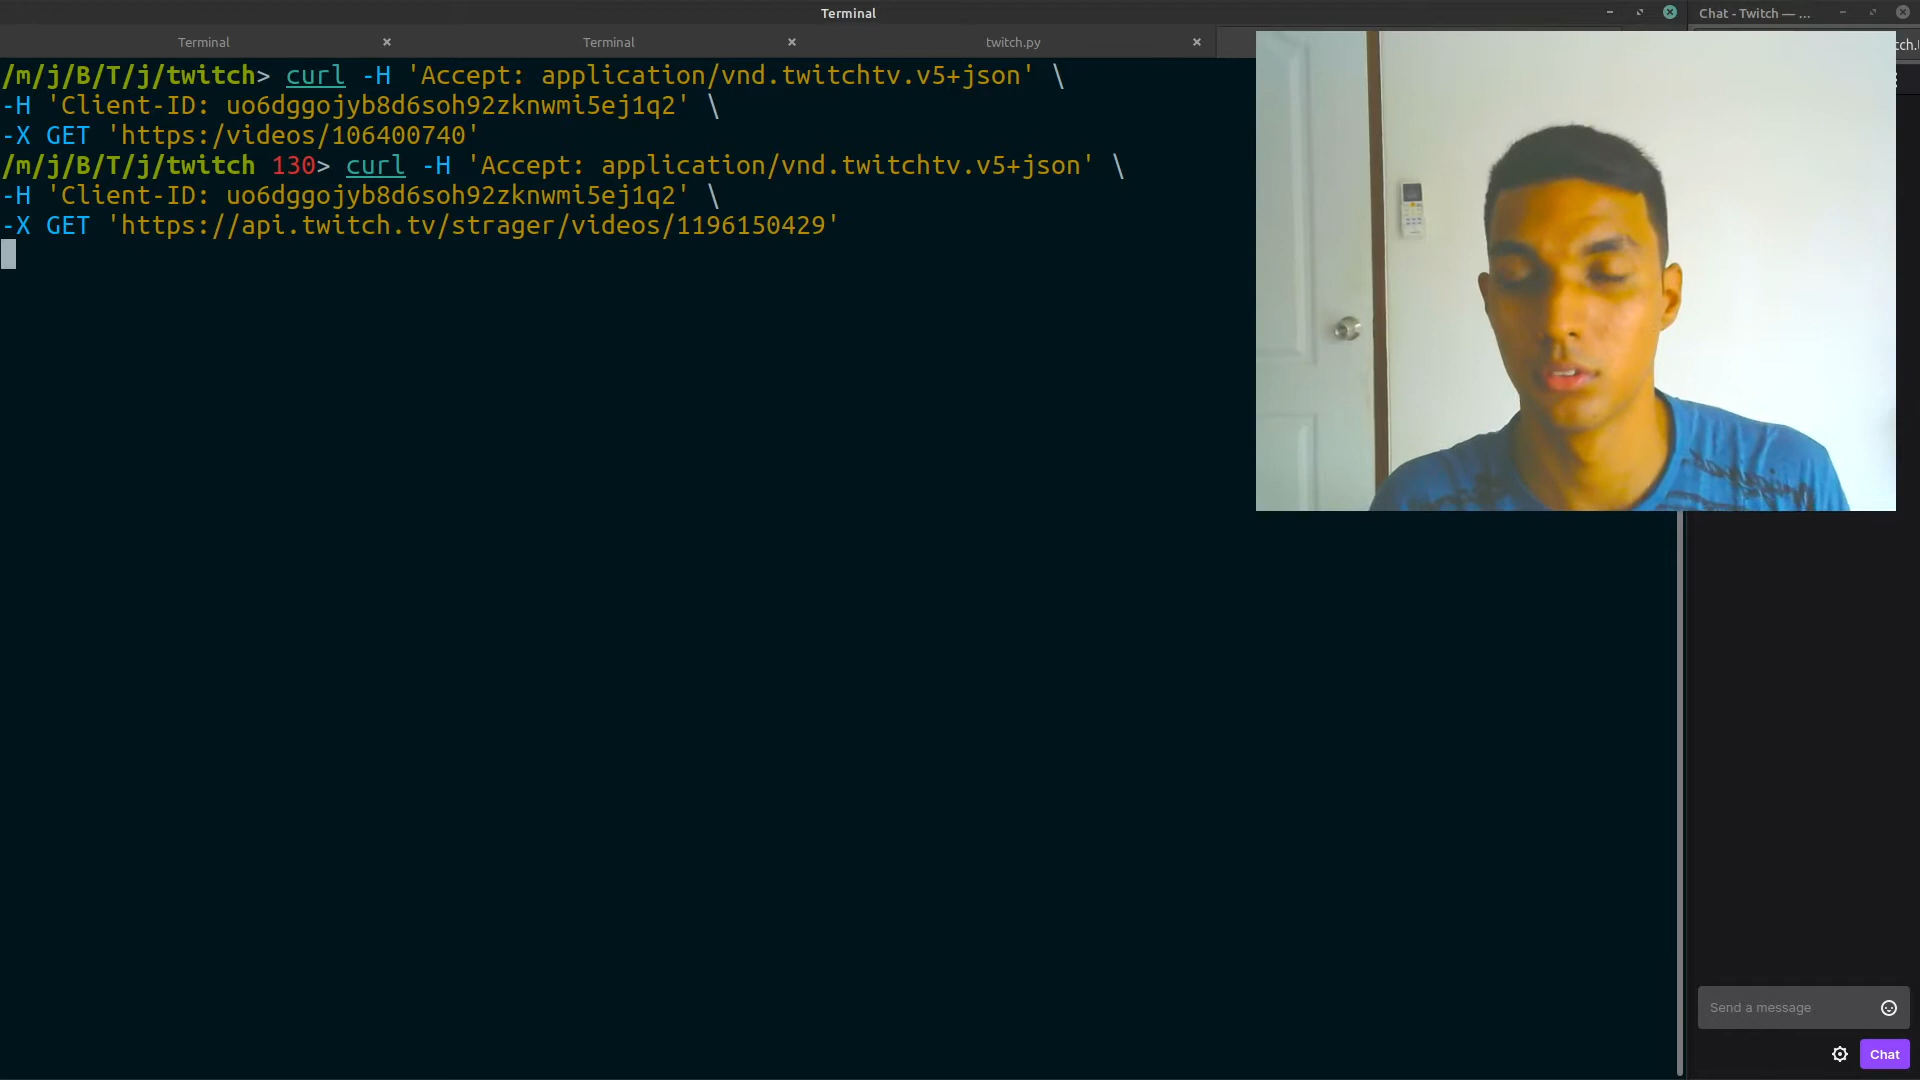 Terminal
Chat - Twitch — ...
Terminal
Terminal
twitch.py
tch.
/m/j/B/T/j/twitch> curl -H 'Accept: application/vnd.twitchtv.v5+json' \
-H 'Client-ID: uo6dggojyb8d6soh92zknwmi5ej1q2' \
-X GET 'https:/videos/106400740'
/m/j/B/T/j/twitch 130> curl -H 'Accept: application/vnd.twitchtv.v5+json' \
-H 'Client-ID: uo6dggojyb8d6soh92zknwmi5ej1q2' \
-X GET 'https://api.twitch.tv/strager/videos/1196150429'
Send a message
Chat